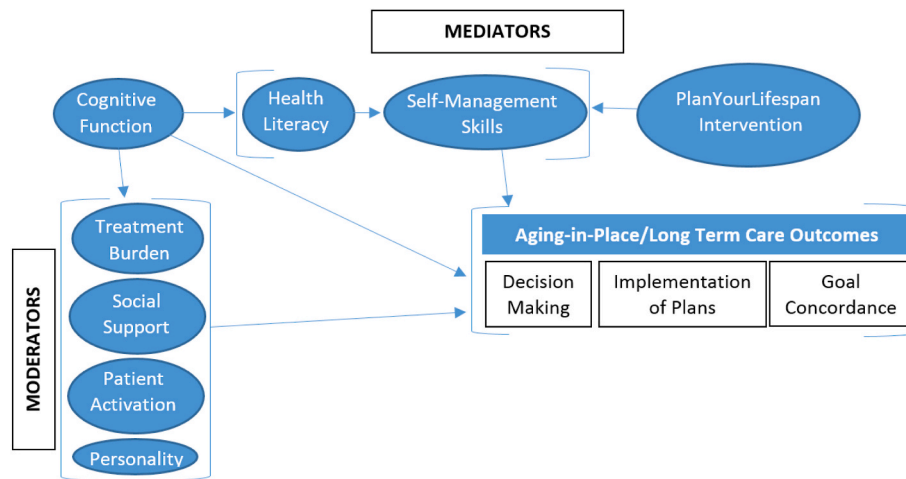 MEDIATORS
Cognitive
Function
Health
Literacy
Self-Management
Skills
PlanYourLifespan
Intervention
MODERATORS
Treatment
Burden
Social
Support
Patient
Activation
Personality
Aging-in-Place/Long Term Care Outcomes
Decision
Making
Implementation
of Plans
Goal
Concordance